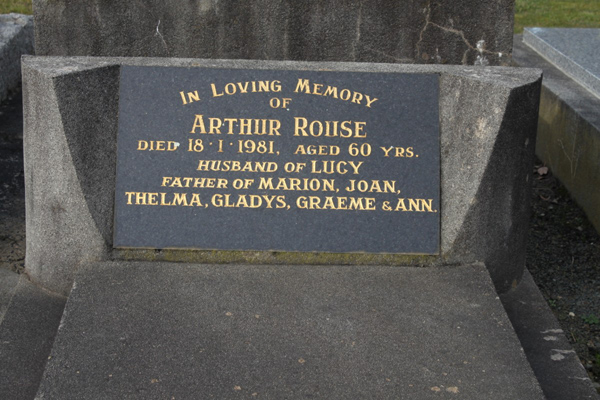 In Loving Memory
OF
Arthur Rouse
DIED 18·1·1981, AGED 60 YRS.
HUSBAND OF LUCY
FATHER OF MARION, JOAN,
THELMA, GLADYS, GRAEME & ANN.